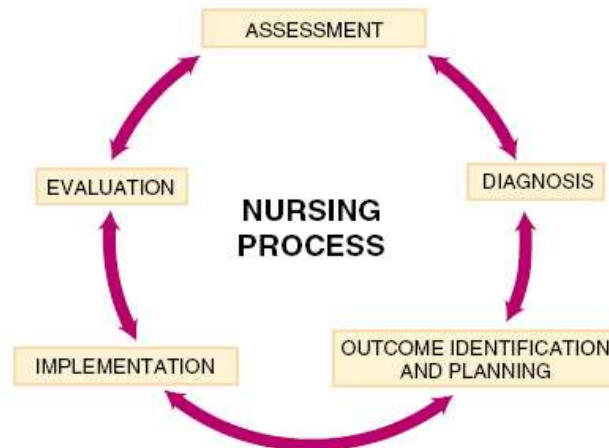 ASSESSMENT
EVALUATION
DIAGNOSIS
NURSING
PROCESS
IMPLEMENTATION
OUTCOME IDENTIFICATION
AND PLANNING